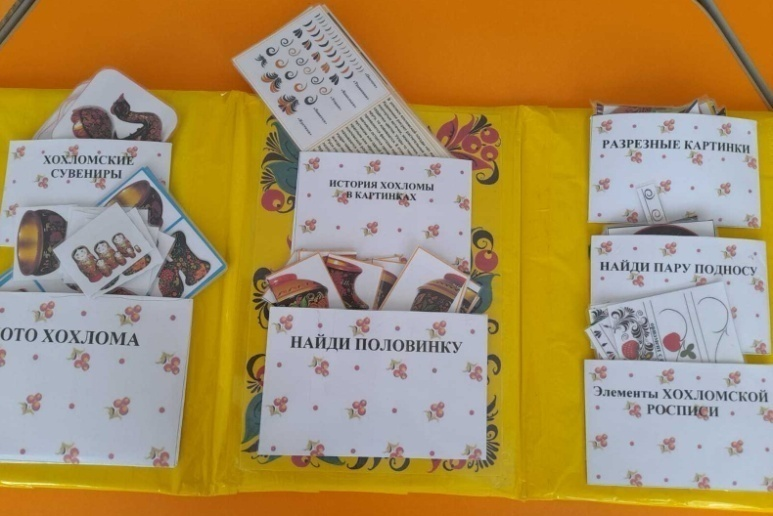 ХОХЛОМСКИЕ
СУВЕНИРЫ
ОТО ХОХЛОМА
ИСТОРИЯ ХОХЛОМЫ
В КАРТИНКАХ
НАЙДИ ПОЛОВИНКУ
РАЗРЕЗНЫЕ КАРТИНКИ
НАЙДИ ПАРУ ПОДНОСУ
Элементы ХОХЛОМСКОЙ
РОСПИСИ